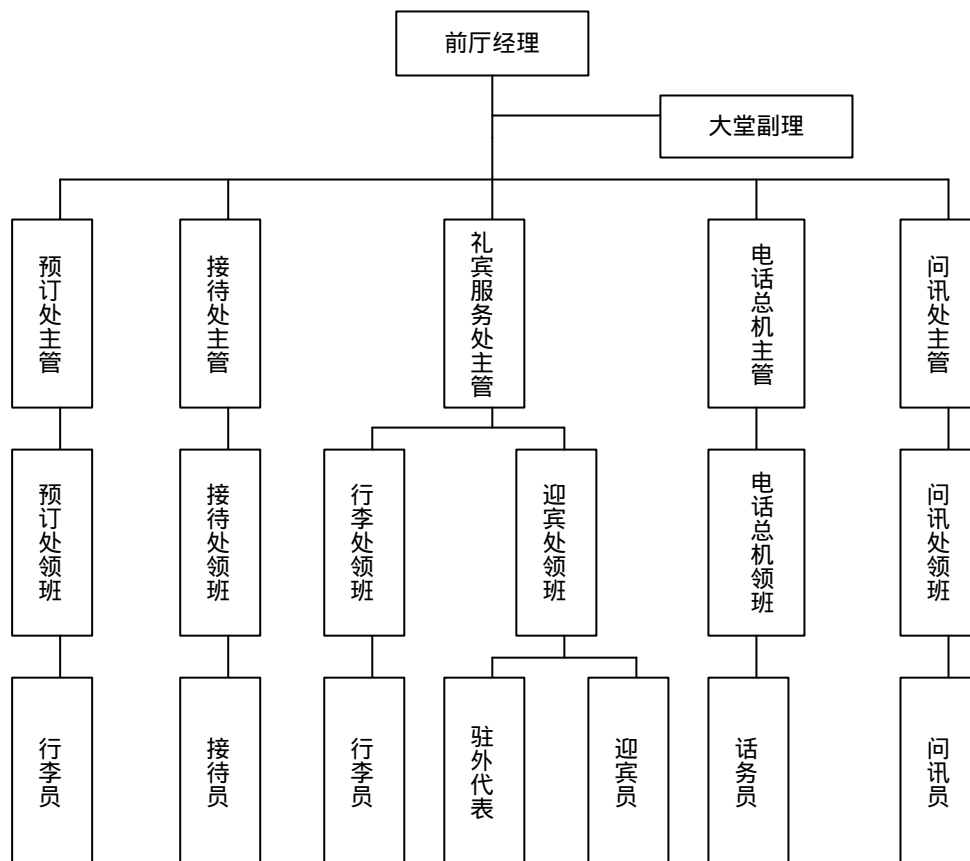 前厅经理
大堂副理
预订处主管
接待处主管
礼宾服务处主管
电话总机主管
问讯处主管
预订处领班
接待处领班
行李处领班
迎宾处领班
电话总机领班
问讯处领班
行李员
接待员
行李员
驻外代表
迎宾员
话务员
问讯员